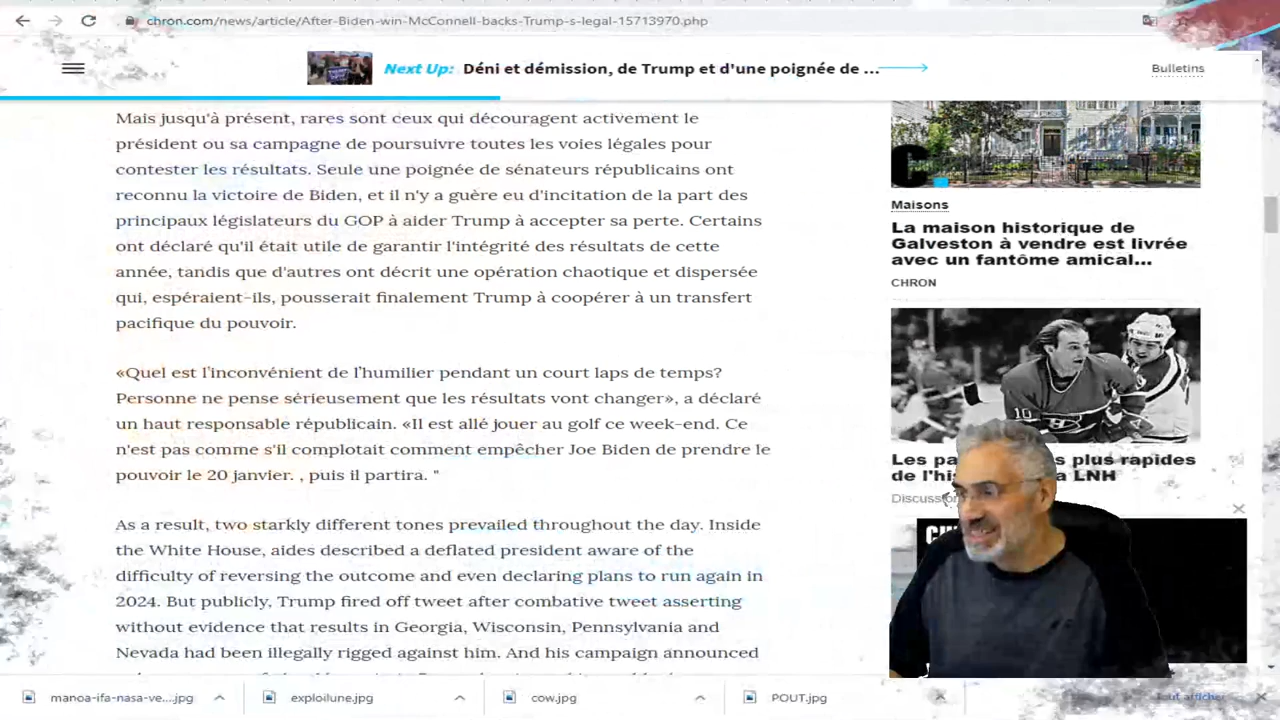 chron.com/news/article/After-Biden-win-McConnell-backs-Trump-s-legal-15713970.php
Next Up: Déni et démission, de Trump et d'une poignée de ...
Bulletins
Mais jusqu'à présent, rares sont ceux qui découragent activement le
président ou sa campagne de poursuivre toutes les voies légales pour
contester les résultats. Seule une poignée de sénateurs républicains ont
reconnu la victoire de Biden, et il n'y a guère eu d'incitation de la part des
principaux législateurs du GOP à aider Trump à accepter sa perte. Certains
ont déclaré qu'il était utile de garantir l'intégrité des résultats de cette
année, tandis que d'autres ont décrit une opération chaotique et dispersée
qui, espéraient-ils, pousserait finalement Trump à coopérer à un transfert
pacifique du pouvoir.
«Quel est l'inconvénient de l'humilier pendant un court laps de temps?
Personne ne pense sérieusement que les résultats vont changer», a déclaré
un haut responsable républicain. «Il est allé jouer au golf ce week-end. Ce
n'est pas comme s'il complotait comment empêcher Joe Biden de prendre le
pouvoir le 20 janvier. , puis il partira. "
As a result, two starkly different tones prevailed throughout the day. Inside
the White House, aides described a deflated president aware of the
difficulty of reversing the outcome and even declaring plans to run again in
2024. But publicly, Trump fired off tweet after combative tweet asserting
without evidence that results in Georgia, Wisconsin, Pennsylvania and
Nevada had been illegally rigged against him. And his campaign announced
Maisons
La maison historique de
Galveston à vendre est livrée
avec un fantôme amical...
CHRON
10
Les plus rapides
de l'hi a LNH
manoa-ifa-nasa-ve....jpg
exploilune.jpg
cow.jpg
POUT.jpg
Tout afficher